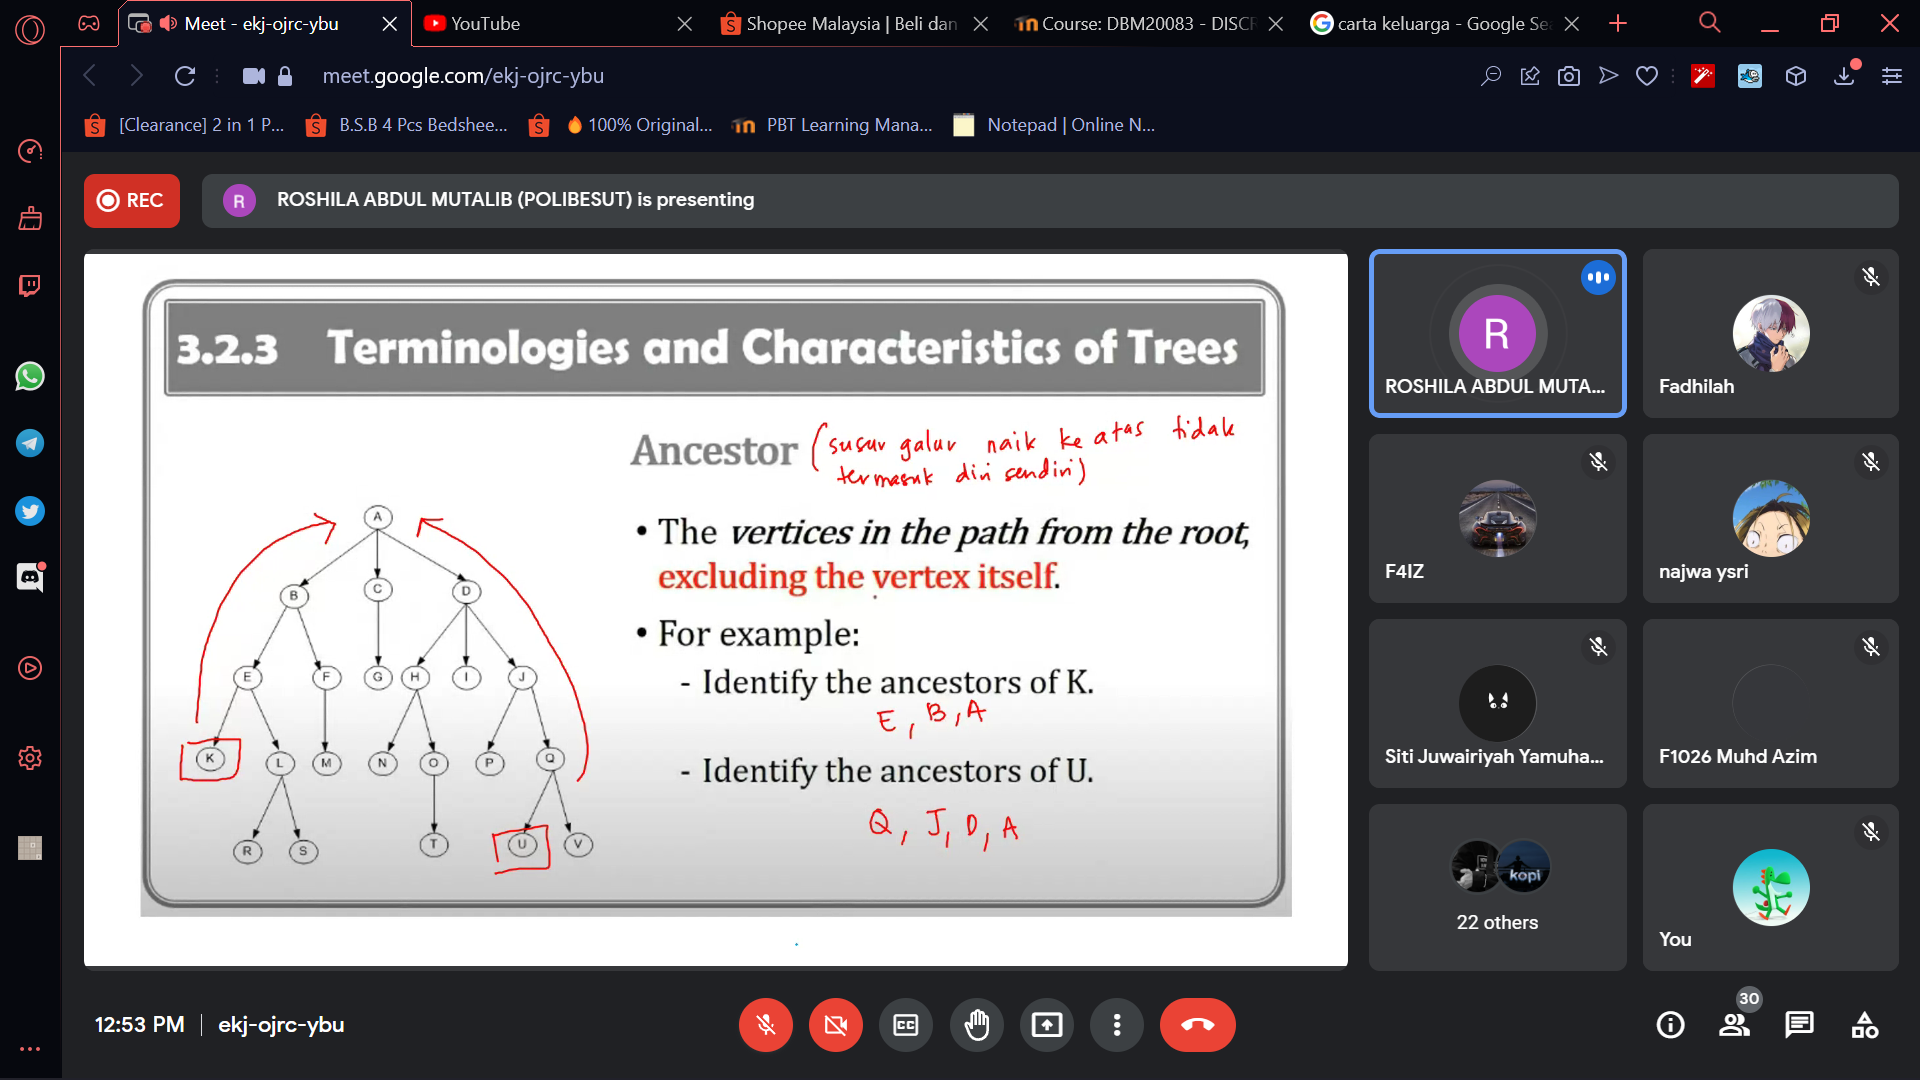 Meet - ekj-ojrc-ybu
YouTube
Shopee Malaysia | Beli dan
Course: DBM20083 - DISCR
carta keluarga - Google Se
meet.google.com/ekj-ojrc-ybu
[Clearance] 2 in 1 P...
B.S.B 4 Pcs Bedshee...
100% Original...
PBT Learning Mana...
Notepad | Online N...
REC
R
ROSHILA ABDUL MUTALIB (POLIBESUT) is presenting
3.2.3 Terminologies and Characteristics of Trees
Ancestor (susur galur naik ke atas tidak
termasuk diri sendiri)
• The vertices in the path from the root,
excluding the vertex itself.
• For example:
- Identify the ancestors of K.
E, B, A
- Identify the ancestors of U.
Q, J, D, A
A
B C D
E F G H I J
K L M N O P Q
R S T U V
R
ROSHILA ABDUL MUTA...
Fadhilah
F4IZ
najwa ysri
Siti Juwairiyah Yamuha...
F1026 Muhd Azim
kopi
22 others
You
12:53 PM | ekj-ojrc-ybu
CC
30